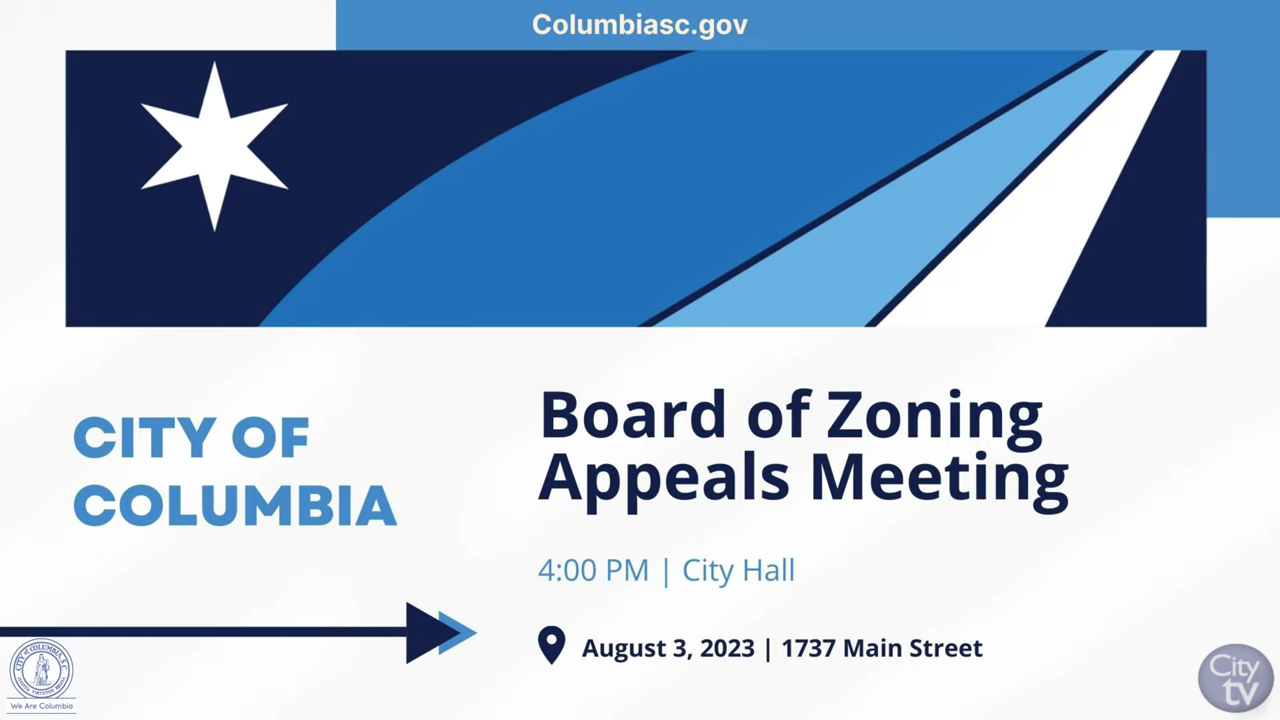 Columbiasc.gov
CITY OF
COLUMBIA
Board of Zoning
Appeals Meeting
4:00 PM | City Hall
August 3, 2023 | 1737 Main Street
We Are Columbia
City
tv